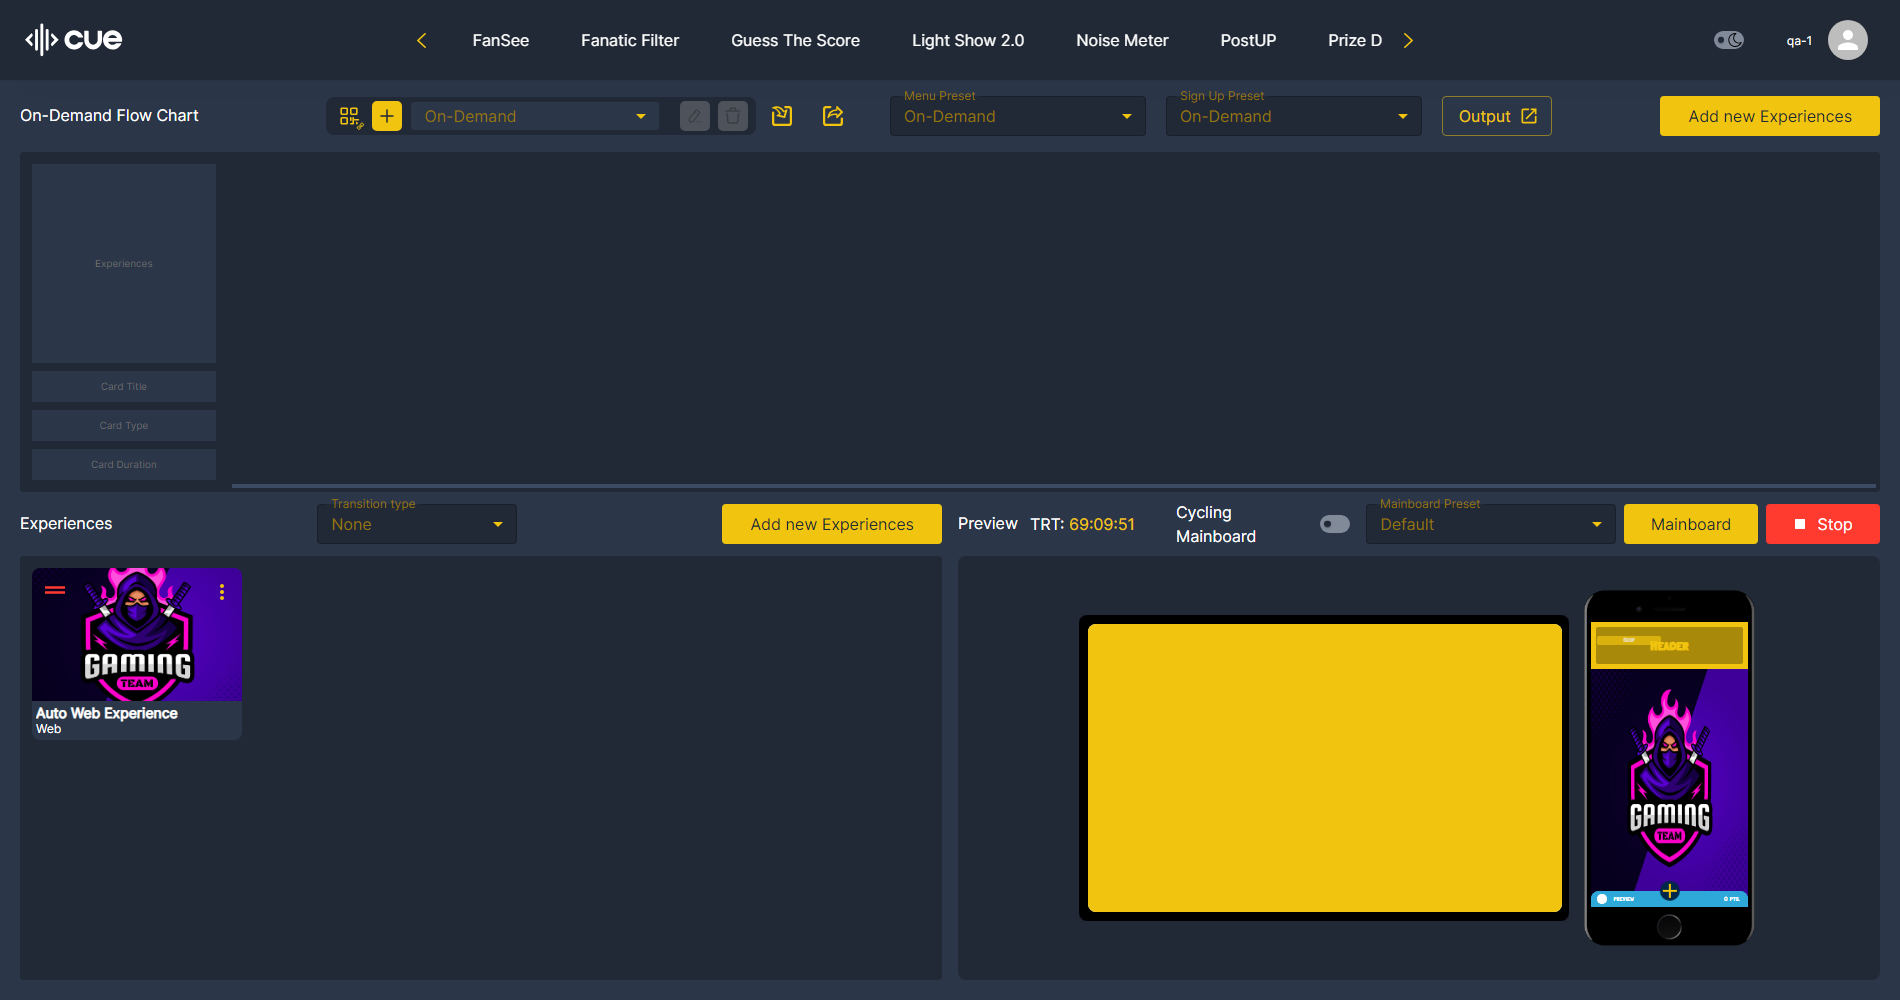 cue
FanSee
Fanatic Filter
Guess The Score
Light Show 2.0
Noise Meter
PostUP
Prize D
qa-1
On-Demand Flow Chart
On-Demand
Menu Preset
On-Demand
Sign Up Preset
On-Demand
Output
Add new Experiences
Experiences
Card Title
Card Type
Card Duration
Experiences
Transition type
None
Add new Experiences
Preview
TRT: 69:09:51
Cycling
Mainboard
Mainboard Preset
Default
Mainboard
Stop
GAMING
TEAM
Auto Web Experience
Web
HEADER
GAMING
TEAM
PREVIEW
0 PTS.